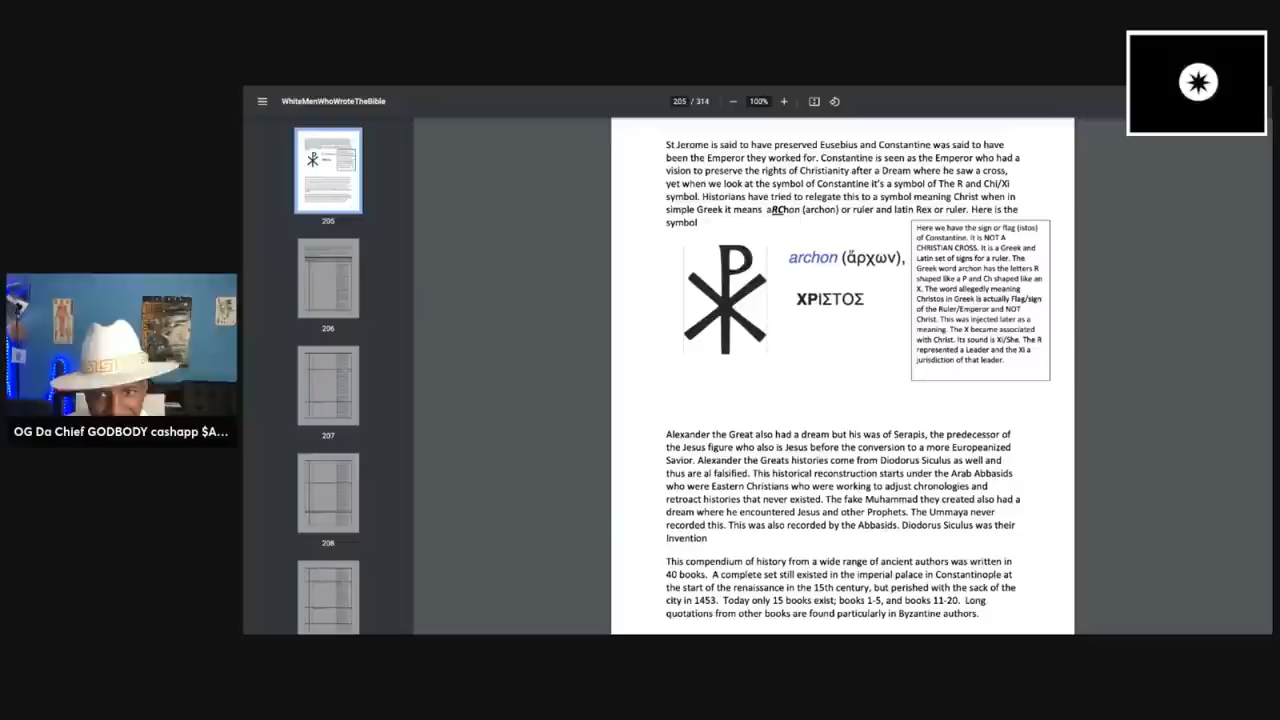 WhiteMenWhoWroteTheBible
205 / 314
100%
St Jerome is said to have preserved Eusebius and Constantine was said to have
been the Emperor they worked for. Constantine is seen as the Emperor who had a
vision to preserve the rights of Christianity after a Dream where he saw a cross,
yet when we look at the symbol of Constantine it's a symbol of The R and Chi/Xi
symbol. Historians have tried to relegate this to a symbol meaning Christ when in
simple Greek it means aRChon (archon) or ruler and latin Rex or ruler. Here is the
symbol
archon (ἄρχων),
ΧΡΙΣΤΟΣ
Here we have the sign or flag (istos)
of Constantine. It is NOT A
CHRISTIAN CROSS. It is a Greek and
Latin set of signs for a ruler. The
Greek word archon has the letters R
shaped like a P and Ch shaped like an
X. The word allegedly meaning
Christos in Greek is actually Flag/sign
of the Ruler/Emperor and NOT
Christ. This was injected later as a
meaning. The X became associated
with Christ. Its sound is Xi/She. The R
represented a Leader and the Xi a
jurisdiction of that leader.
Alexander the Great also had a dream but his was of Serapis, the predecessor of
the Jesus figure who also is Jesus before the conversion to a more Europeanized
Savior. Alexander the Greats histories come from Diodorus Siculus as well and
thus are al falsified. This historical reconstruction starts under the Arab Abbasids
who were Eastern Christians who were working to adjust chronologies and
retroact histories that never existed. The fake Muhammad they created also had a
dream where he encountered Jesus and other Prophets. The Ummaya never
recorded this. This was also recorded by the Abbasids. Diodorus Siculus was their
Invention
This compendium of history from a wide range of ancient authors was written in
40 books. A complete set still existed in the imperial palace in Constantinople at
the start of the renaissance in the 15th century, but perished with the sack of the
city in 1453. Today only 15 books exist; books 1-5, and books 11-20. Long
quotations from other books are found particularly in Byzantine authors.
205
206
207
208
OG Da Chief GODBODY cashapp $A...